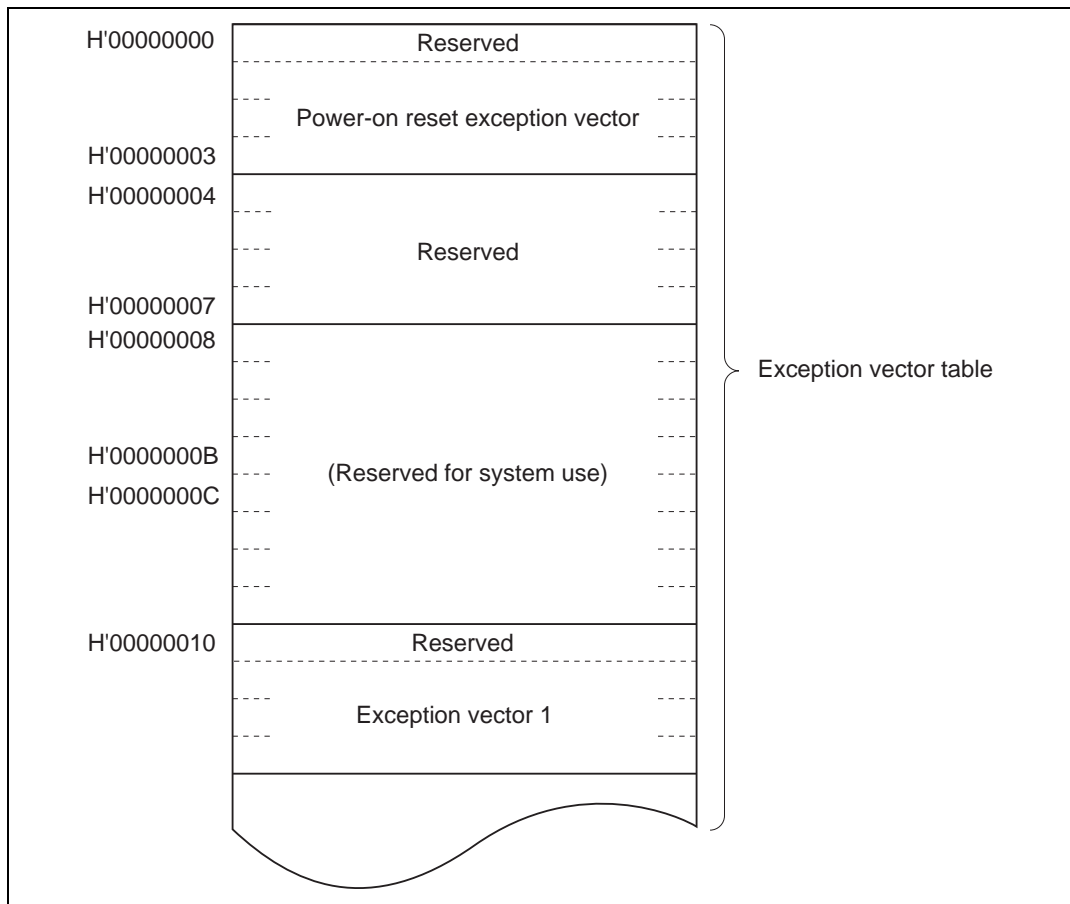 H'00000000
Reserved
Power-on reset exception vector
H'00000003
H'00000004
Reserved
H'00000007
H'00000008
Exception vector table
H'0000000B
(Reserved for system use)
H'0000000C
H'00000010
Reserved
Exception vector 1